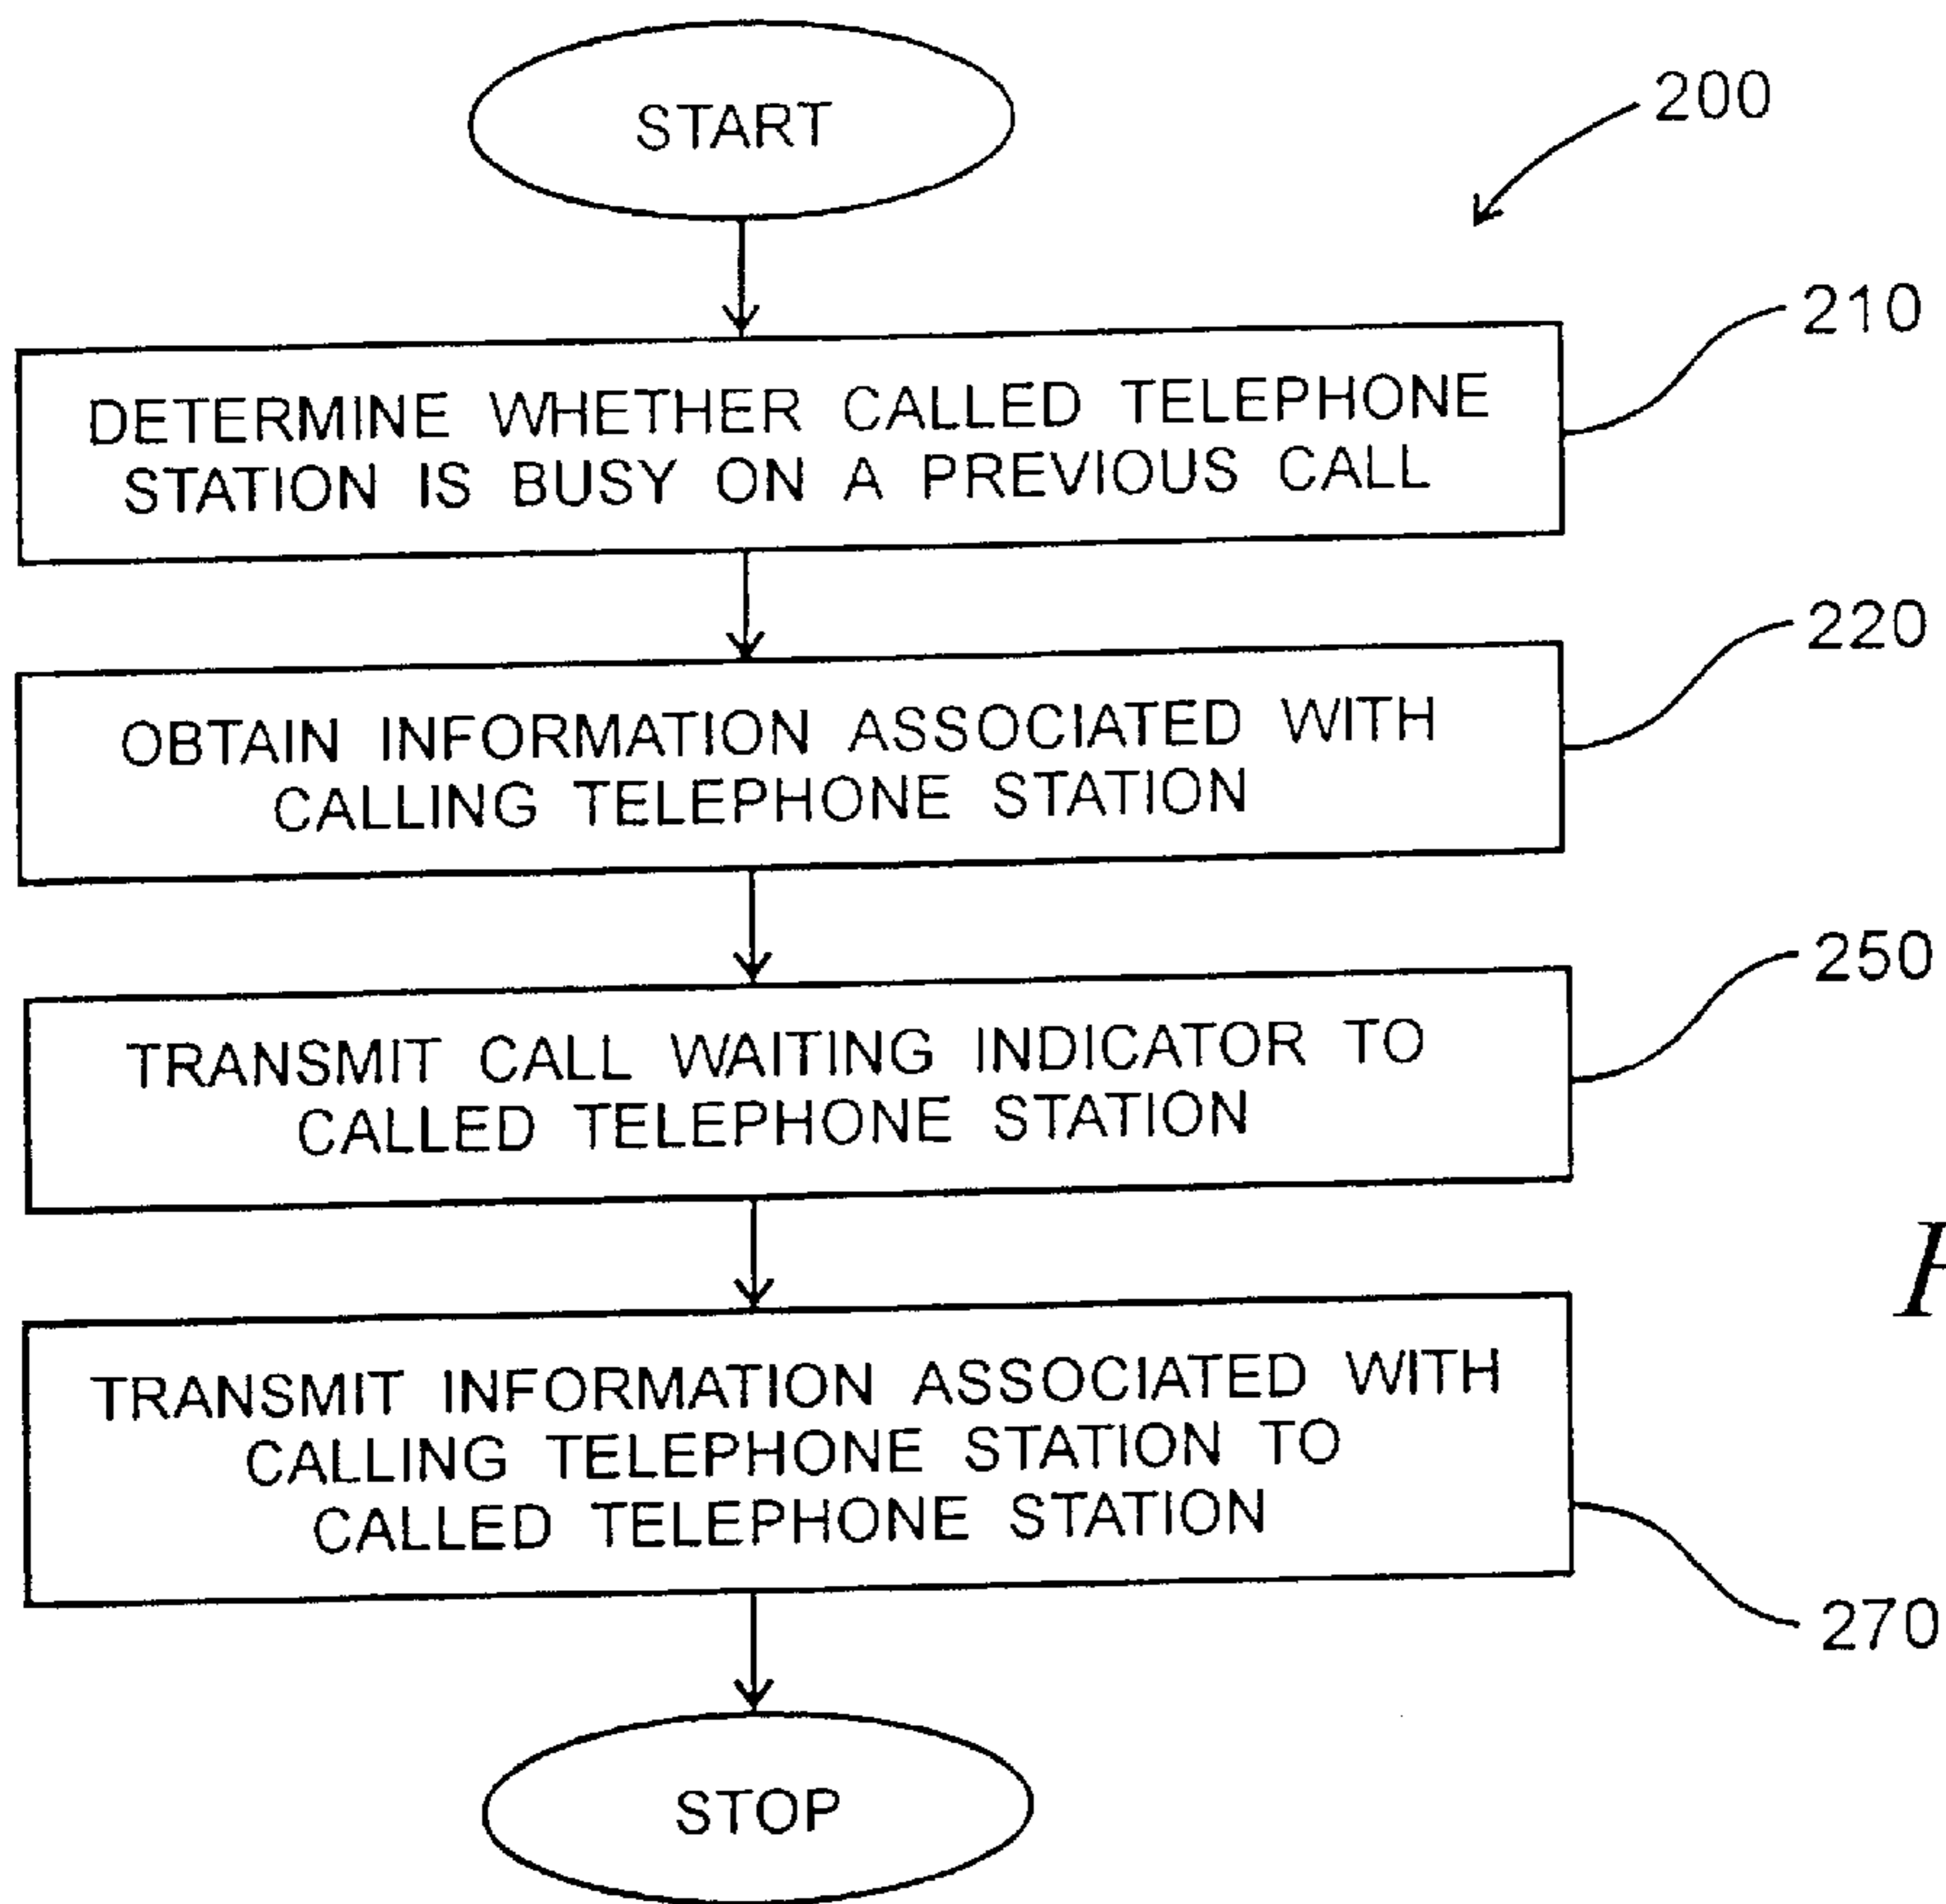 START
200
210
DETERMINE WHETHER CALLED TELEPHONE
STATION IS BUSY ON A PREVIOUS CALL
220
OBTAIN INFORMATION ASSOCIATED WITH
CALLING TELEPHONE STATION
250
TRANSMIT CALL WAITING INDICATOR TO
CALLED TELEPHONE STATION
TRANSMIT INFORMATION ASSOCIATED WITH
CALLING TELEPHONE STATION TO
CALLED TELEPHONE STATION
270
STOP